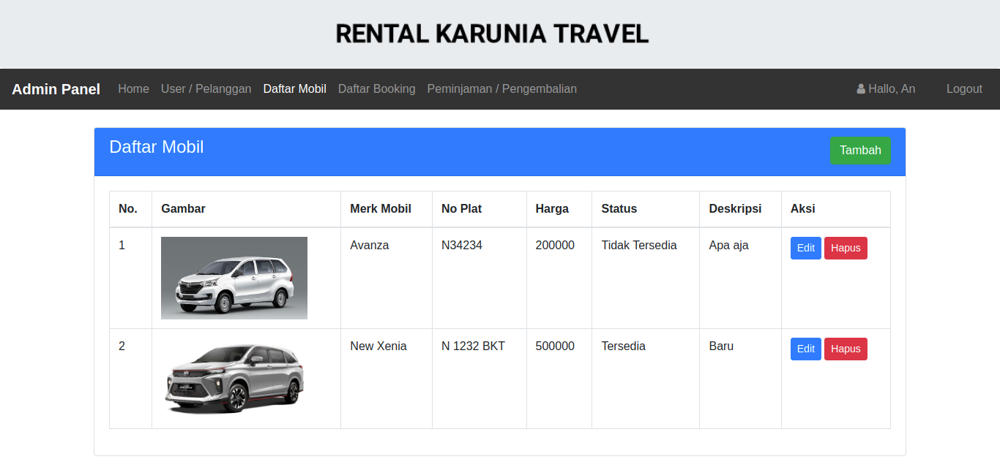 RENTAL KARUNIA TRAVEL
Admin Panel Home User / Pelanggan Daftar Mobil Daftar Booking Peminjaman / Pengembalian Hallo, An Logout
Daftar Mobil Tambah
No. Gambar Merk Mobil No Plat Harga Status Deskripsi Aksi
1 Avanza N34234 200000 Tidak Tersedia Apa aja Edit Hapus
2 New Xenia N 1232 BKT 500000 Tersedia Baru Edit Hapus